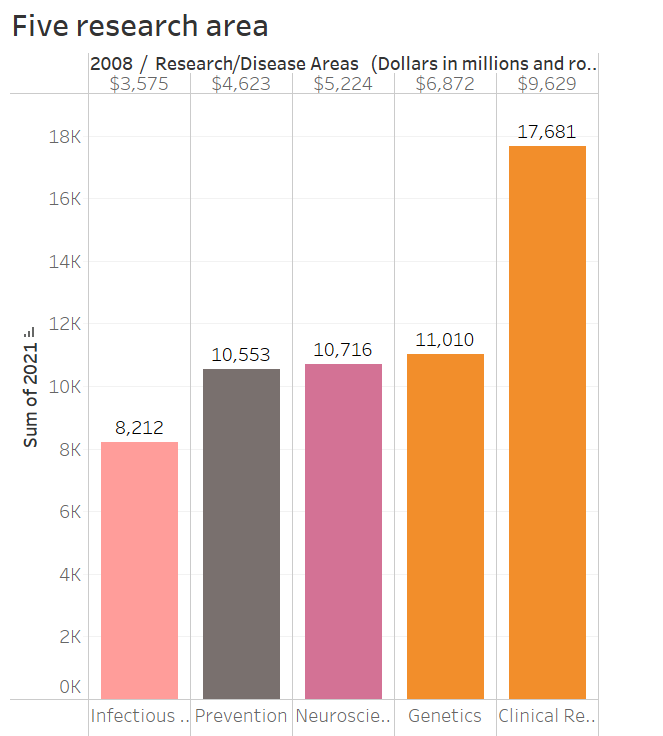 Five research area
2008 / Research/Disease Areas (Dollars in millions and ro..
$3,575 $4,623 $5,224 $6,872 $9,629
18K
17,681
16K
14K
12K
11,010
10,716
10,553
10K
8,212
8K
6K
4K
2K
0K
Sum of 2021
Infectious .. Prevention Neuroscie.. Genetics Clinical Re..